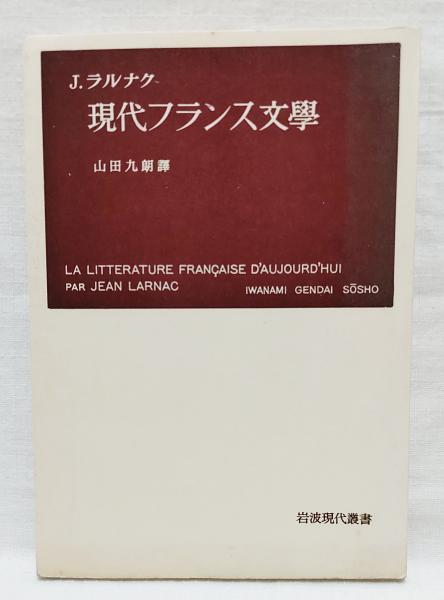 J.ラルナク
現代フランス文學
山田九朗譯
LA LITTERATURE FRANÇAISE D'AUJOURD'HUI
PAR JEAN LARNAC
IWANAMI GENDAI SŌSHO
岩波現代叢書